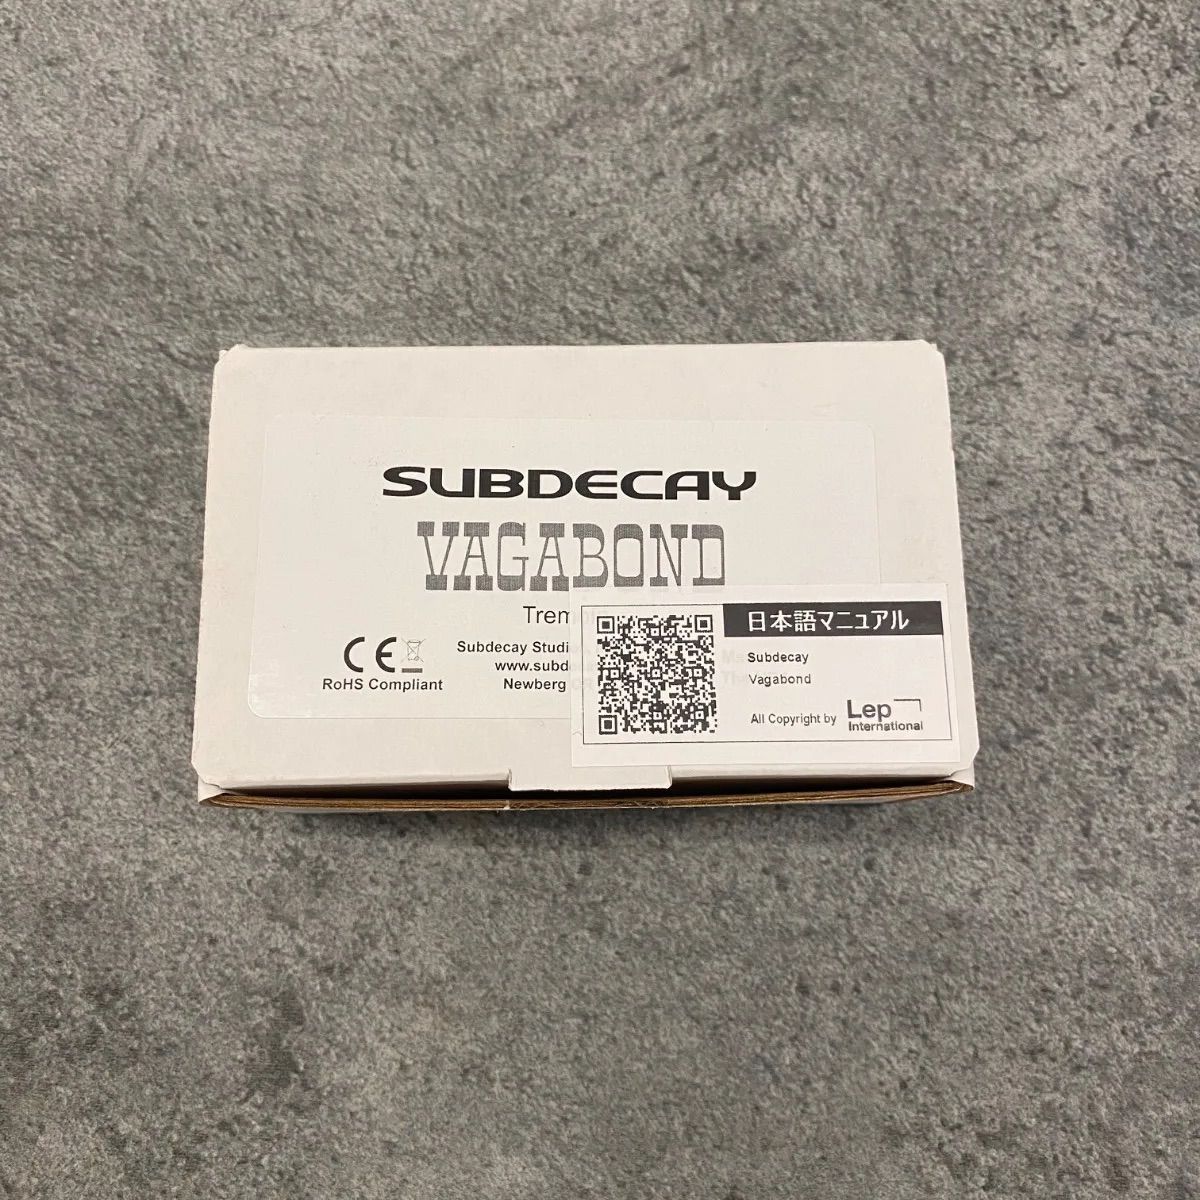 SUBDECAY
VAGABOND
CE
RoHS Compliant
Subdecay
www.subd
Newberg
日本語マニュアル
Subdecay
Vagabond
All Copyright by
Lep
International